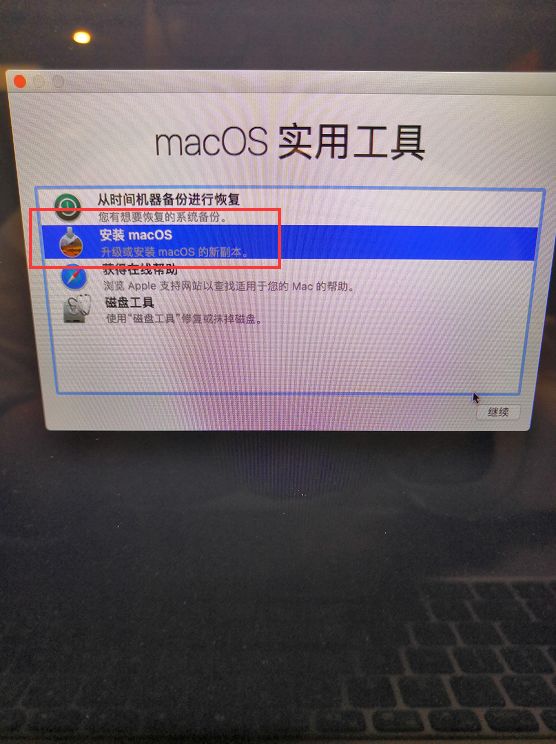 macOS 实用工具
从时间机器备份进行恢复
您有想要恢复的系统备份。
安装 macOS
升级或安装 macOS 的新副本。
获得在线帮助
浏览 Apple 支持网站以查找适用于您的 Mac 的帮助。
磁盘工具
使用“磁盘工具”修复或抹掉磁盘。
继续